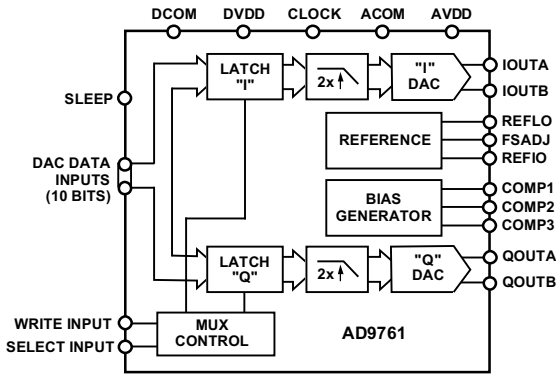 DCOM DVDD CLOCK ACOM AVDD
SLEEP
DAC DATA
INPUTS
(10 BITS)
WRITE INPUT
SELECT INPUT
LATCH
"I"
2x
"I"
DAC
REFERENCE
BIAS
GENERATOR
LATCH
"Q"
2x
"Q"
DAC
MUX
CONTROL
AD9761
IOUTA
IOUTB
REFLO
FSADJ
REFIO
COMP1
COMP2
COMP3
QOUTA
QOUTB